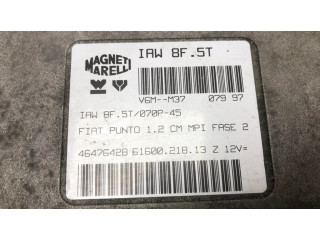 MAGNETI
MARELLI
IAW 8F.5T
V6M--M37 079 97
IAW 8F.5T/070P-45
FIAT PUNTO 1.2 CM MPI FASE 2
46476428 61600.218.13 Z 12V=